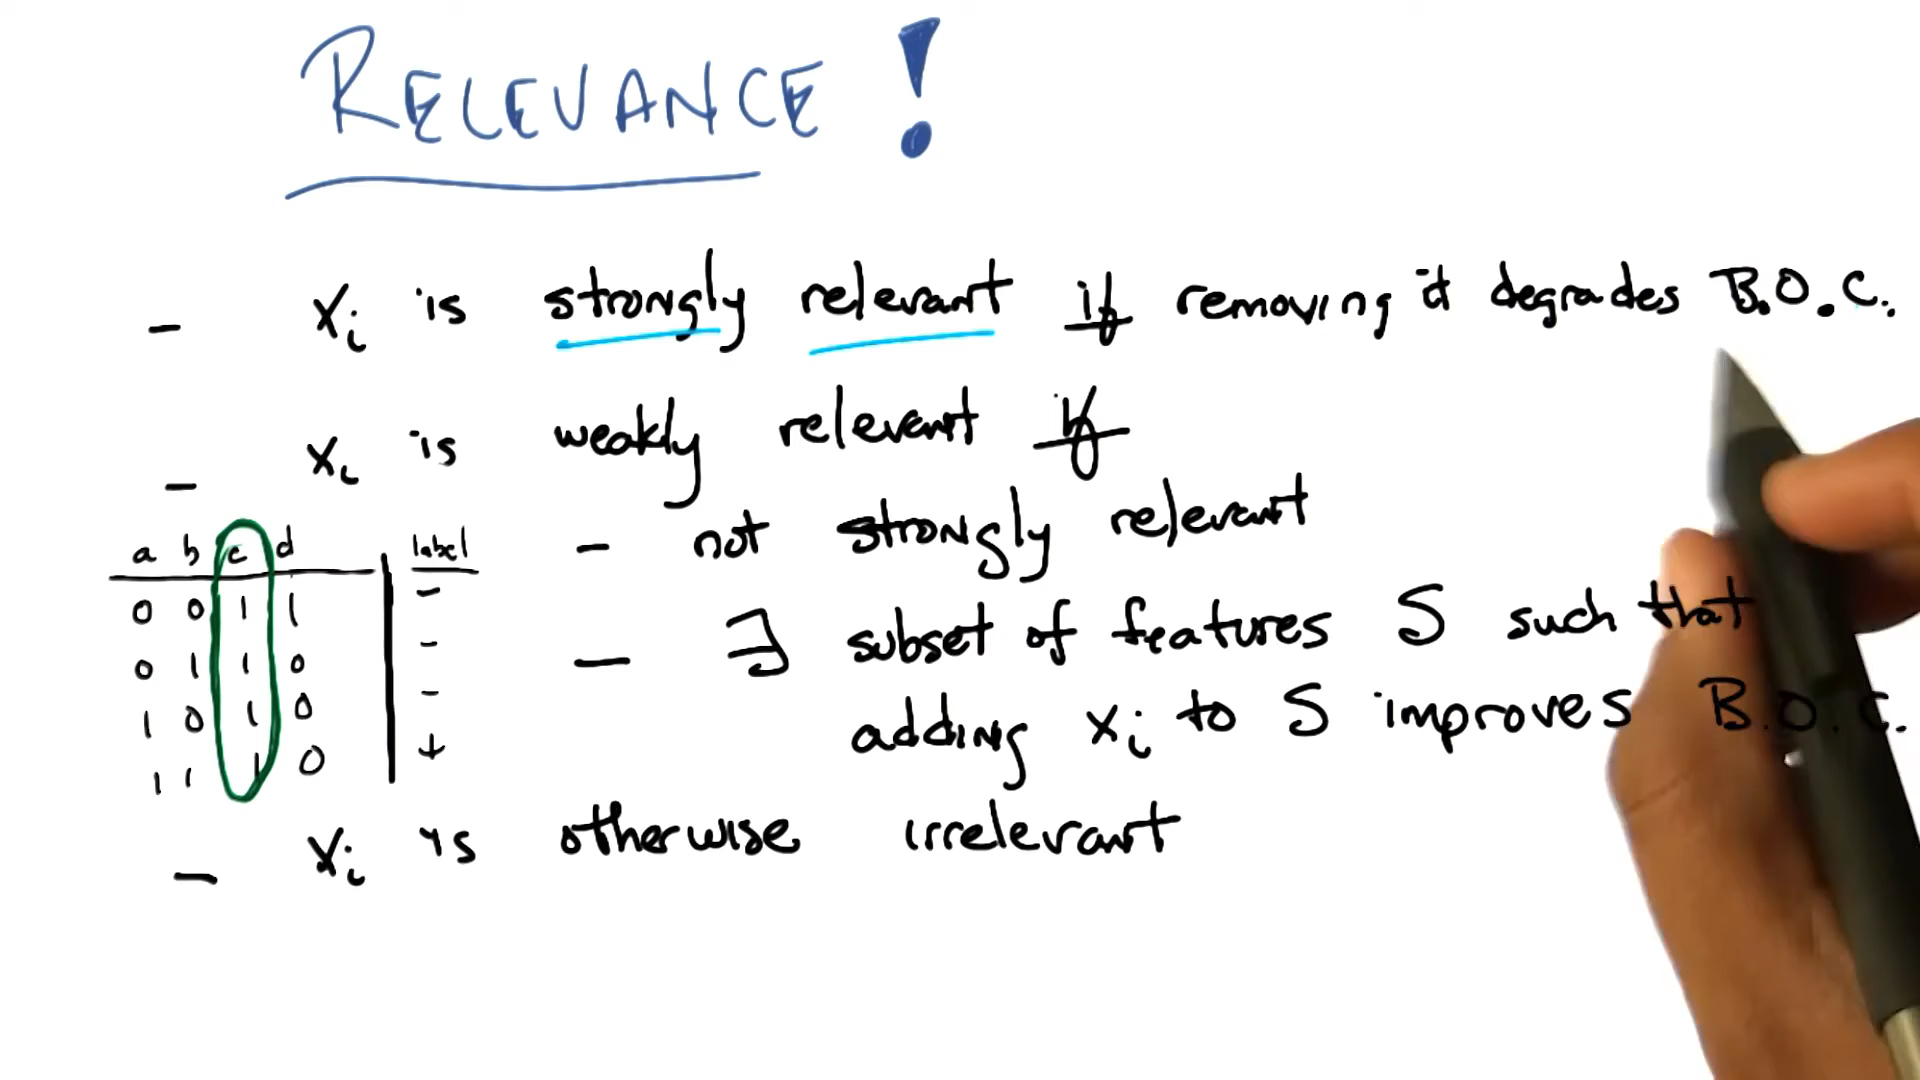 RELEVANCE!
- xi is strongly relevant if removing it degrades B.O.C.
- xi is weakly relevant if
- not strongly relevant
- ∃ subset of features S such that
adding xi to S improves B.O.C.
a b c d label
0 0 1 1 -
0 1 1 0 -
1 0 1 0 -
1 1 1 0 +
- xi is otherwise irrelevant